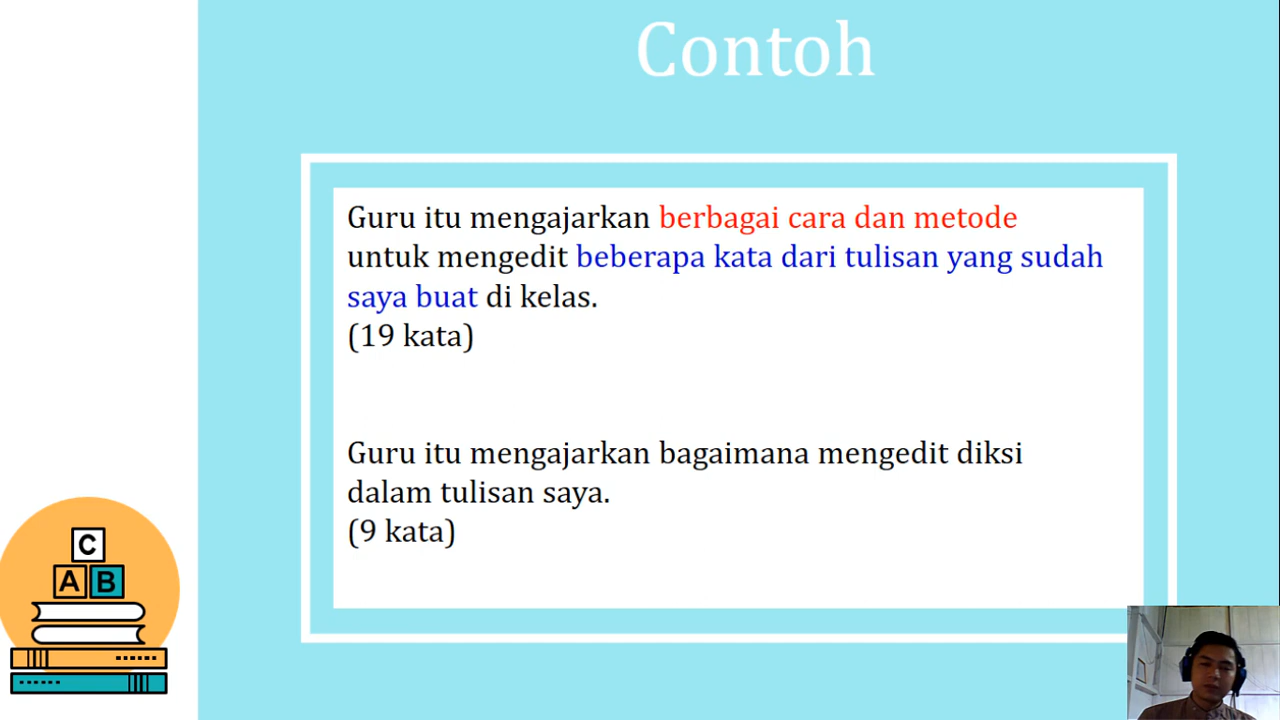 Contoh
Guru itu mengajarkan berbagai cara dan metode
untuk mengedit beberapa kata dari tulisan yang sudah
saya buat di kelas.
(19 kata)
Guru itu mengajarkan bagaimana mengedit diksi
dalam tulisan saya.
(9 kata)
C
A B